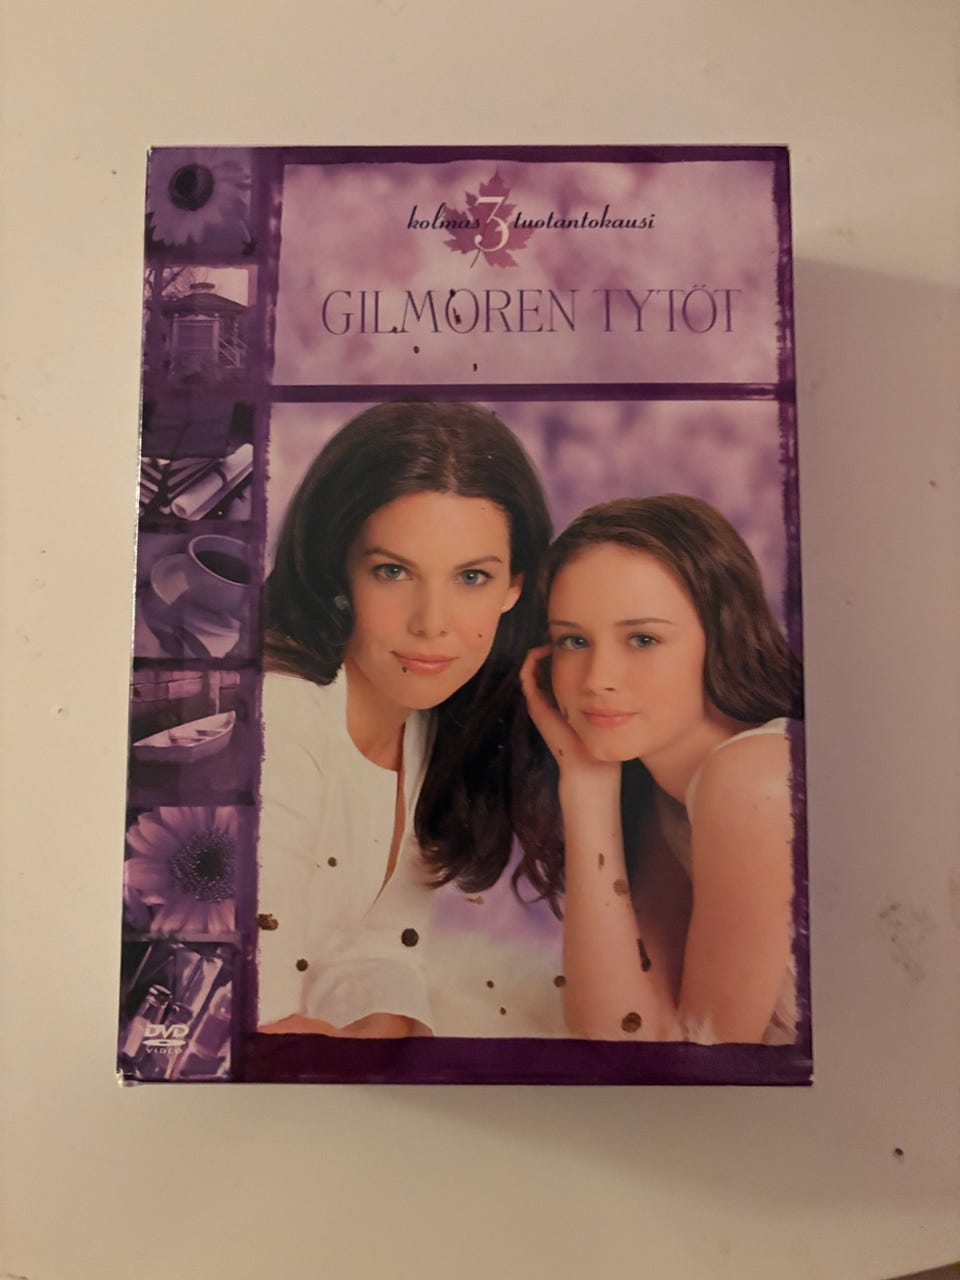 kolmas 3 tuotantokausi
GILMOREN TYTÖT
DVD
VIDEO